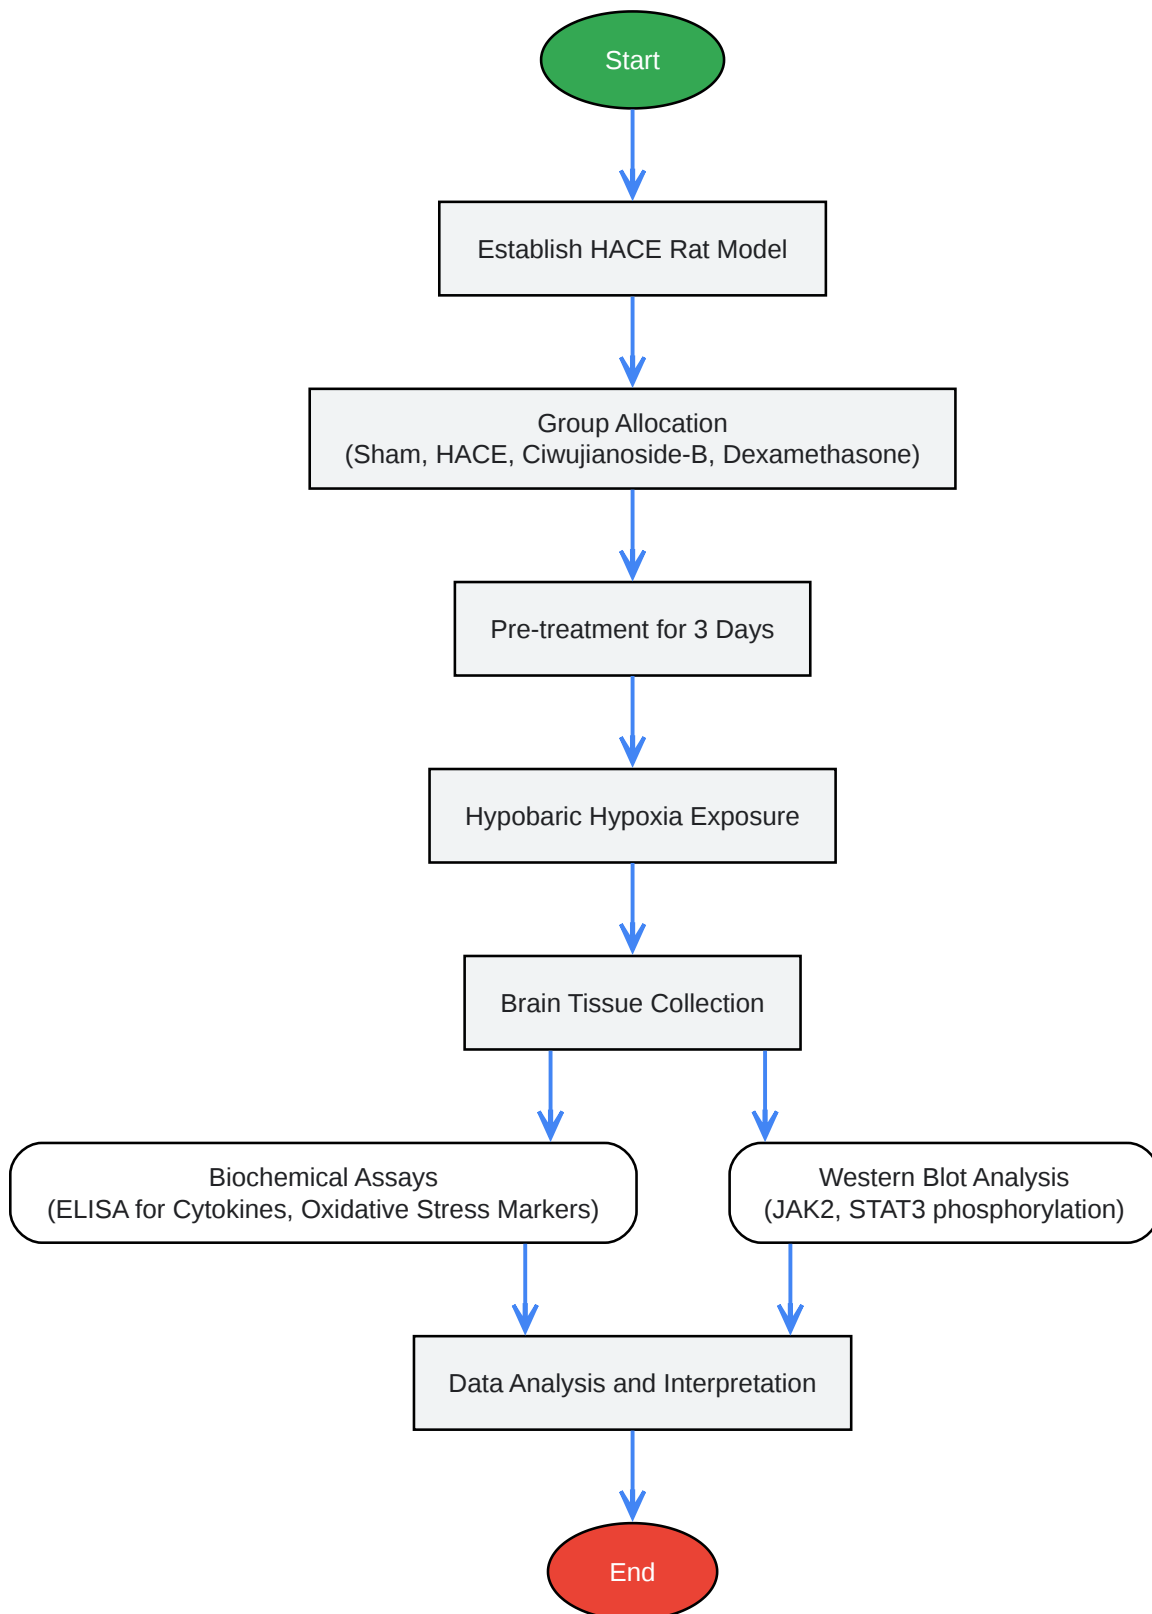 Start
Establish HACE Rat Model
Group Allocation
(Sham, HACE, Ciwujianoside-B, Dexamethasone)
Pre-treatment for 3 Days
Hypobaric Hypoxia Exposure
Brain Tissue Collection
Biochemical Assays
(ELISA for Cytokines, Oxidative Stress Markers)
Western Blot Analysis
(JAK2, STAT3 phosphorylation)
Data Analysis and Interpretation
End